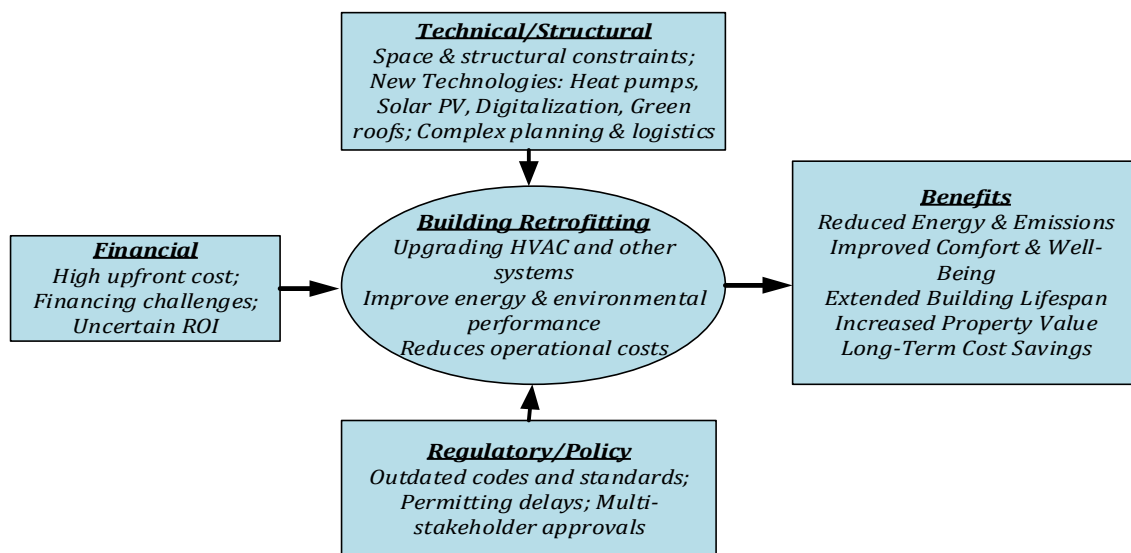 Technical/Structural
Space & structural constraints;
New Technologies: Heat pumps,
Solar PV, Digitalization, Green
roofs; Complex planning & logistics
Financial
High upfront cost;
Financing challenges;
Uncertain ROI
Building Retrofitting
Upgrading HVAC and other
systems
Improve energy & environmental
performance
Reduces operational costs
Benefits
Reduced Energy & Emissions
Improved Comfort & Well-
Being
Extended Building Lifespan
Increased Property Value
Long-Term Cost Savings
Regulatory/Policy
Outdated codes and standards;
Permitting delays; Multi-
stakeholder approvals